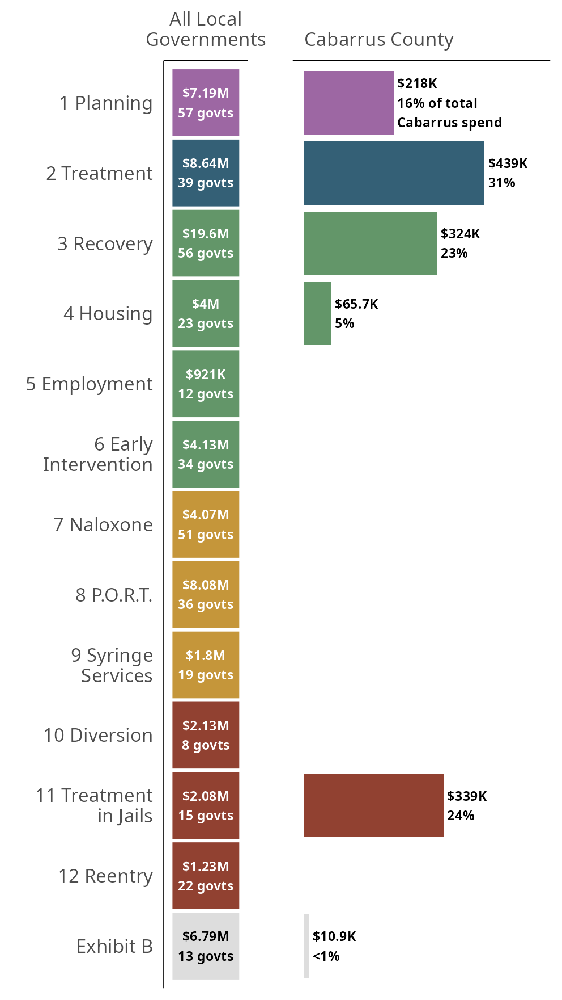 All Local
Governments
Cabarrus County
1 Planning
$7.19M
57 govts
$218K
16% of total
Cabarrus spend
2 Treatment
$8.64M
39 govts
$439K
31%
3 Recovery
$19.6M
56 govts
$324K
23%
4 Housing
$4M
23 govts
$65.7K
5%
5 Employment
$921K
12 govts
6 Early
Intervention
$4.13M
34 govts
7 Naloxone
$4.07M
51 govts
8 P.O.R.T.
$8.08M
36 govts
9 Syringe
Services
$1.8M
19 govts
10 Diversion
$2.13M
8 govts
11 Treatment
in Jails
$2.08M
15 govts
$339K
24%
12 Reentry
$1.23M
22 govts
Exhibit B
$6.79M
13 govts
$10.9K
<1%